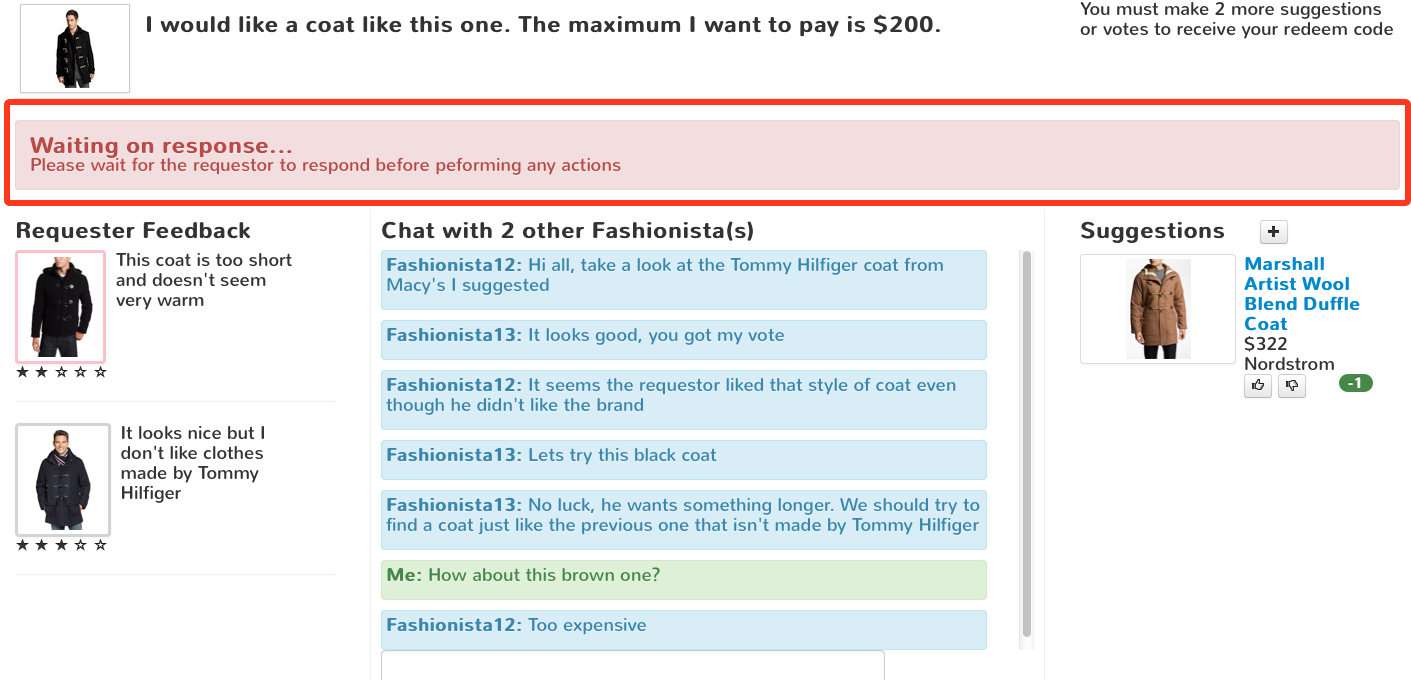 I would like a coat like this one. The maximum I want to pay is $200.
You must make 2 more suggestions
or votes to receive your redeem code
Waiting on response...
Please wait for the requestor to respond before peforming any actions
Requester Feedback
This coat is too short
and doesn't seem
very warm
★ ★ ☆ ☆ ☆
It looks nice but I
don't like clothes
made by Tommy
Hilfiger
★ ★ ★ ☆ ☆
Chat with 2 other Fashionista(s)
Fashionista12: Hi all, take a look at the Tommy Hilfiger coat from
Macy's I suggested
Fashionista13: It looks good, you got my vote
Fashionista12: It seems the requestor liked that style of coat even
though he didn't like the brand
Fashionista13: Lets try this black coat
Fashionista13: No luck, he wants something longer. We should try to
find a coat just like the previous one that isn't made by Tommy Hilfiger
Me: How about this brown one?
Fashionista12: Too expensive
Suggestions
+
Marshall
Artist Wool
Blend Duffle
Coat
$322
Nordstrom
-1